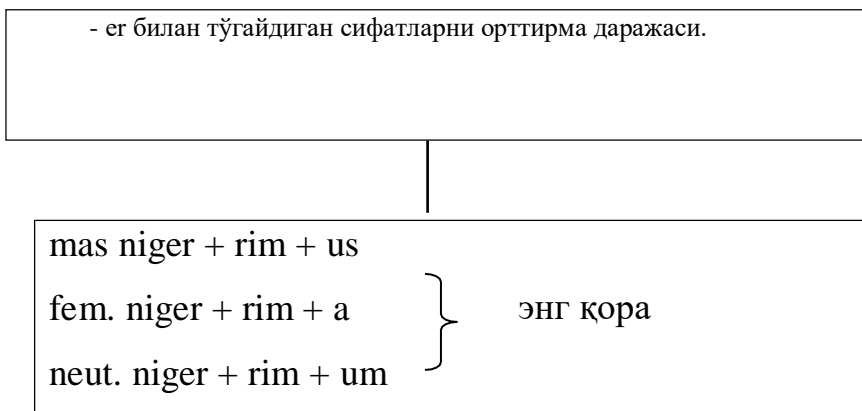 - er билан тўгайдиган сифатларни орттирма даражаси.
mas niger + rim + us
fem. niger + rim + a
энг қора
neut. niger + rim + um